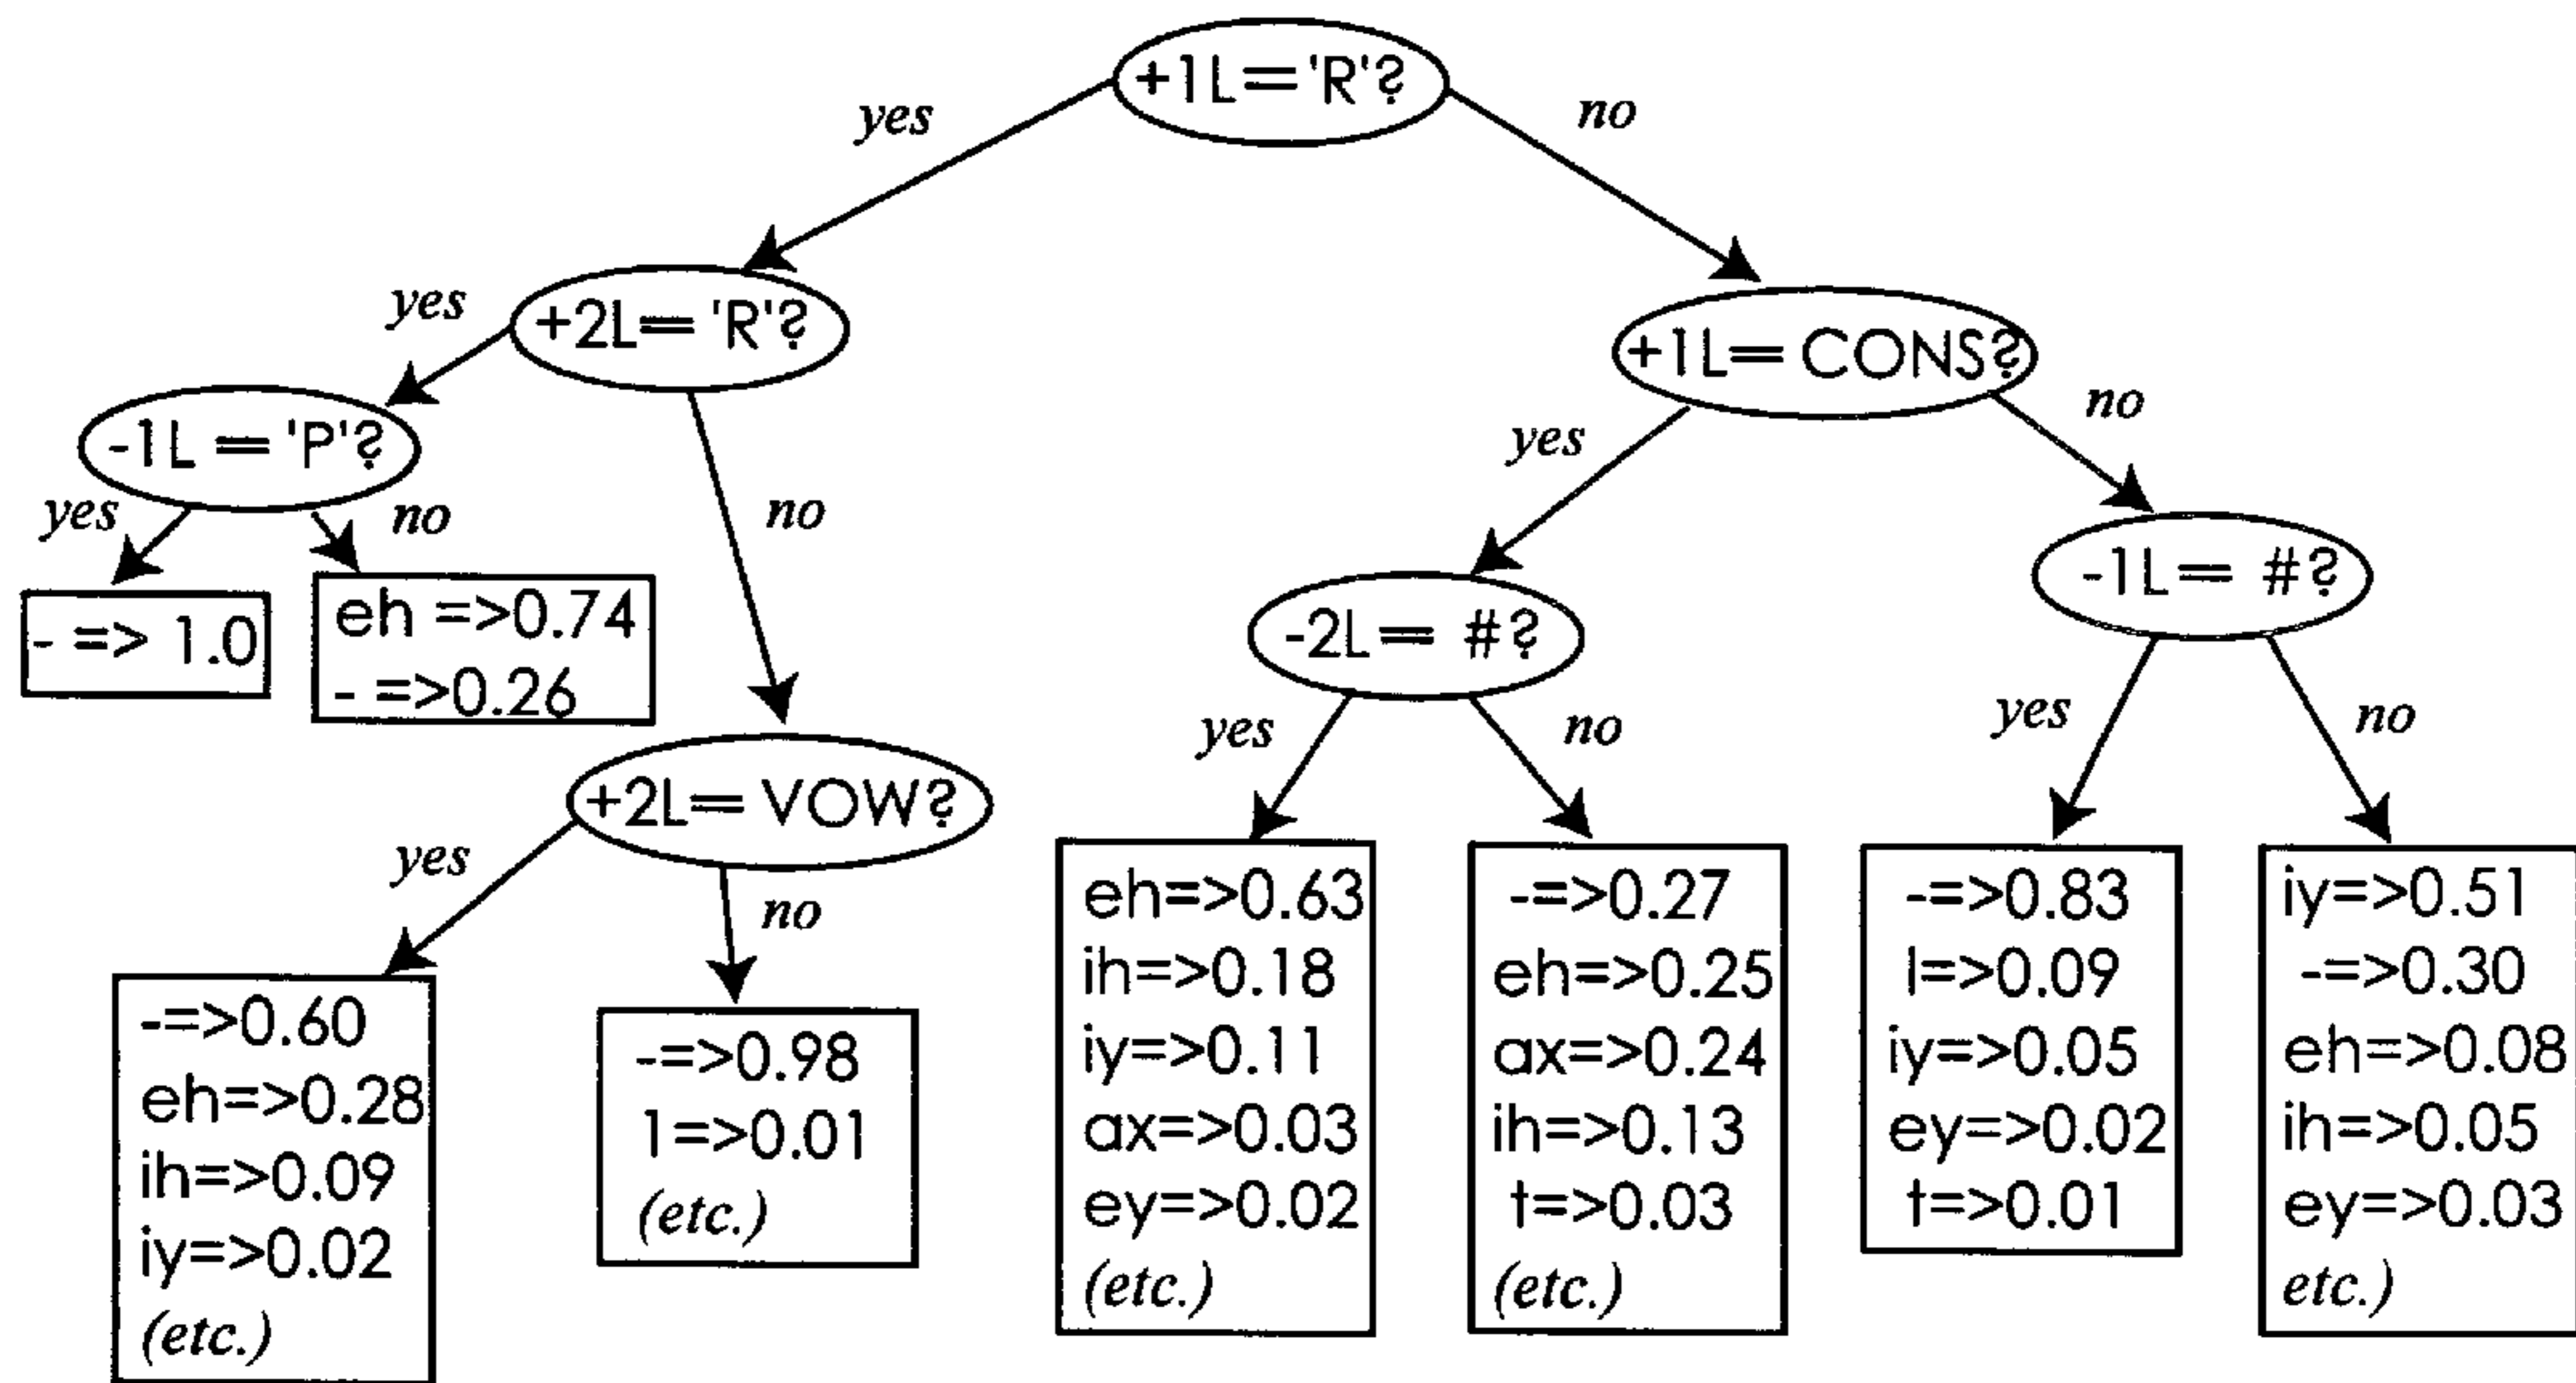 +1L=='R'?
yes
no
+2L== 'R'?
yes
no
+1L== CONS?
yes
no
-1L == 'P'?
yes
no
-1L== #?
- => 1.0
eh =>0.74
- =>0.26
-2L== #?
yes
no
yes
no
+2L== VOW?
yes
no
-=>0.60
eh=>0.28
ih=>0.09
iy=>0.02
(etc.)
-=>0.98
1=>0.01
(etc.)
eh=>0.63
ih=>0.18
iy=>0.11
ax=>0.03
ey=>0.02
(etc.)
-=>0.27
eh=>0.25
ax=>0.24
ih=>0.13
t=>0.03
(etc.)
-=>0.83
l=>0.09
iy=>0.05
ey=>0.02
t=>0.01
iy=>0.51
-=>0.30
eh=>0.08
ih=>0.05
ey=>0.03
etc.)